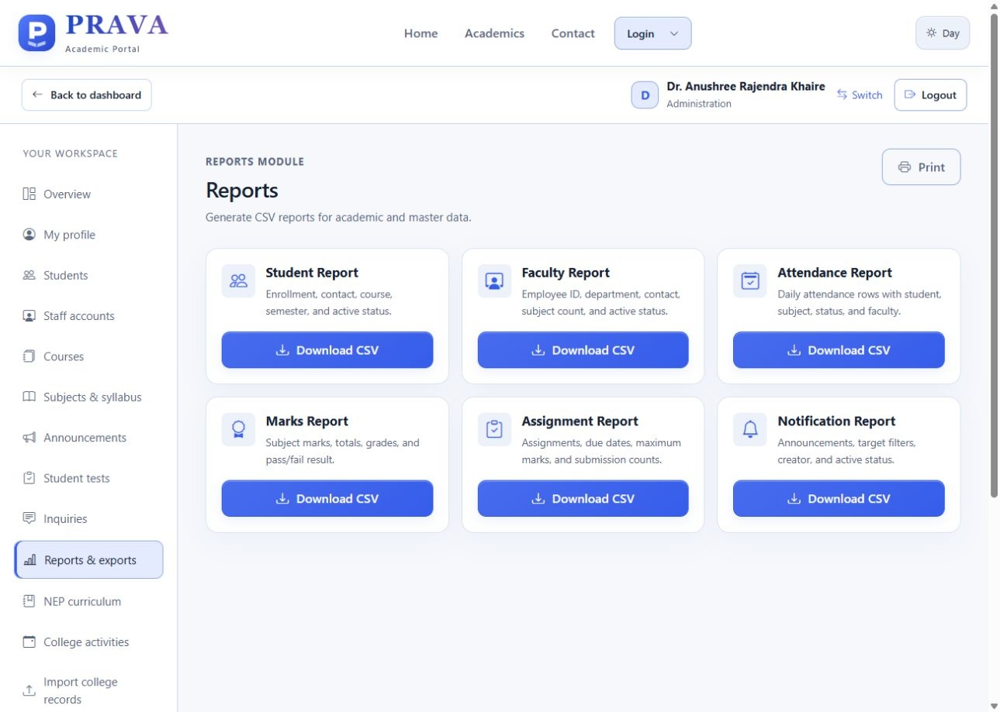 PRAVA
Academic Portal
Home
Academics
Contact
Login
Day
Back to dashboard
D
Dr. Anushree Rajendra Khaire
Administration
Switch
Logout
YOUR WORKSPACE
Overview
My profile
Students
Staff accounts
Courses
Subjects & syllabus
Announcements
Student tests
Inquiries
Reports & exports
NEP curriculum
College activities
Import college
records
REPORTS MODULE
Reports
Generate CSV reports for academic and master data.
Print
Student Report
Enrollment, contact, course,
semester, and active status.
Download CSV
Faculty Report
Employee ID, department, contact,
subject count, and active status.
Download CSV
Attendance Report
Daily attendance rows with student,
subject, status, and faculty.
Download CSV
Marks Report
Subject marks, totals, grades, and
pass/fail result.
Download CSV
Assignment Report
Assignments, due dates, maximum
marks, and submission counts.
Download CSV
Notification Report
Announcements, target filters,
creator, and active status.
Download CSV